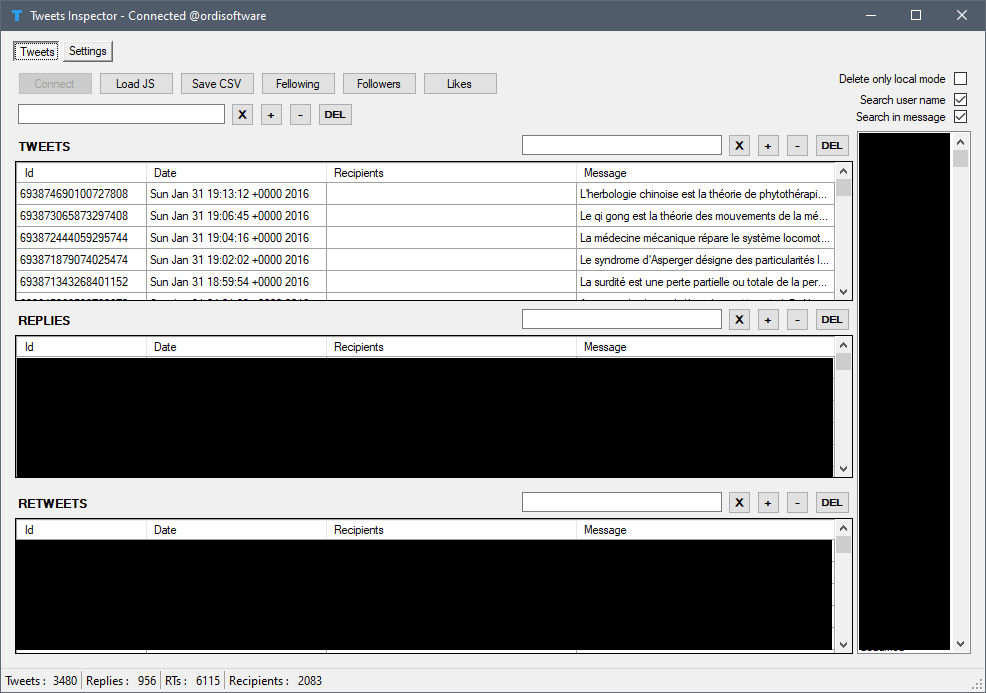 Tweets Inspector - Connected @ordisoftware
Tweets Settings
Connect Load JS Save CSV Fellowing Followers Likes
Delete only local mode
Search user name
Search in message
X + - DEL
TWEETS X + - DEL
Id Date Recipients Message
693874690100727808 Sun Jan 31 19:13:12 +0000 2016 L'herbologie chinoise est la théorie de phytothérapi...
693873065873297408 Sun Jan 31 19:06:45 +0000 2016 Le qi gong est la théorie des mouvements de la mé...
693872444059295744 Sun Jan 31 19:04:16 +0000 2016 La médecine mécanique répare le système locomot...
693871879074025474 Sun Jan 31 19:02:02 +0000 2016 Le syndrome d'Asperger désigne des particularités l...
693871343268401152 Sun Jan 31 18:59:54 +0000 2016 La surdité est une perte partielle ou totale de la per...
REPLIES X + - DEL
Id Date Recipients Message
RETWEETS X + - DEL
Id Date Recipients Message
Tweets : 3480 Replies : 956 RTs : 6115 Recipients : 2083